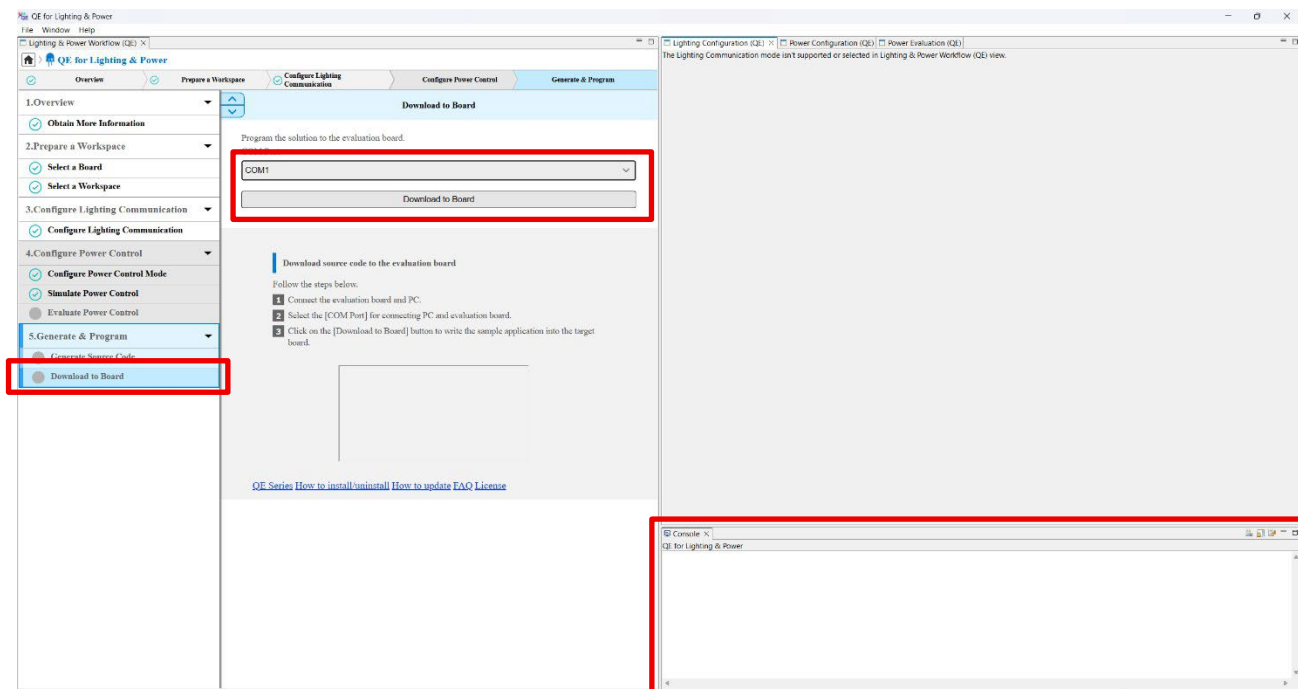 QE for Lighting & Power
File Window Help
Lighting & Power Workflow (QE)
QE for Lighting & Power
Overview
Prepare a Workspace
Configure Lighting
Communication
Configure Power Control
Generate & Program
1.Overview
Obtain More Information
2.Prepare a Workspace
Select a Board
Select a Workspace
3.Configure Lighting Communication
Configure Lighting Communication
4.Configure Power Control
Configure Power Control Mode
Simulate Power Control
Evaluate Power Control
5.Generate & Program
Generate Source Code
Download to Board
Download to Board
Program the solution to the evaluation board.
COM1
Download to Board
Download source code to the evaluation board
Follow the steps below.
1 Connect the evaluation board and PC.
2 Select the [COM Port] for connecting PC and evaluation board.
3 Click on the [Download to Board] button to write the sample application into the target
board.
QE Series How to install/uninstall How to update FAQ License
Lighting Configuration (QE) Power Configuration (QE) Power Evaluation (QE)
The Lighting Communication mode isn't supported or selected in Lighting & Power Workflow (QE) view.
Console
QE for Lighting & Power